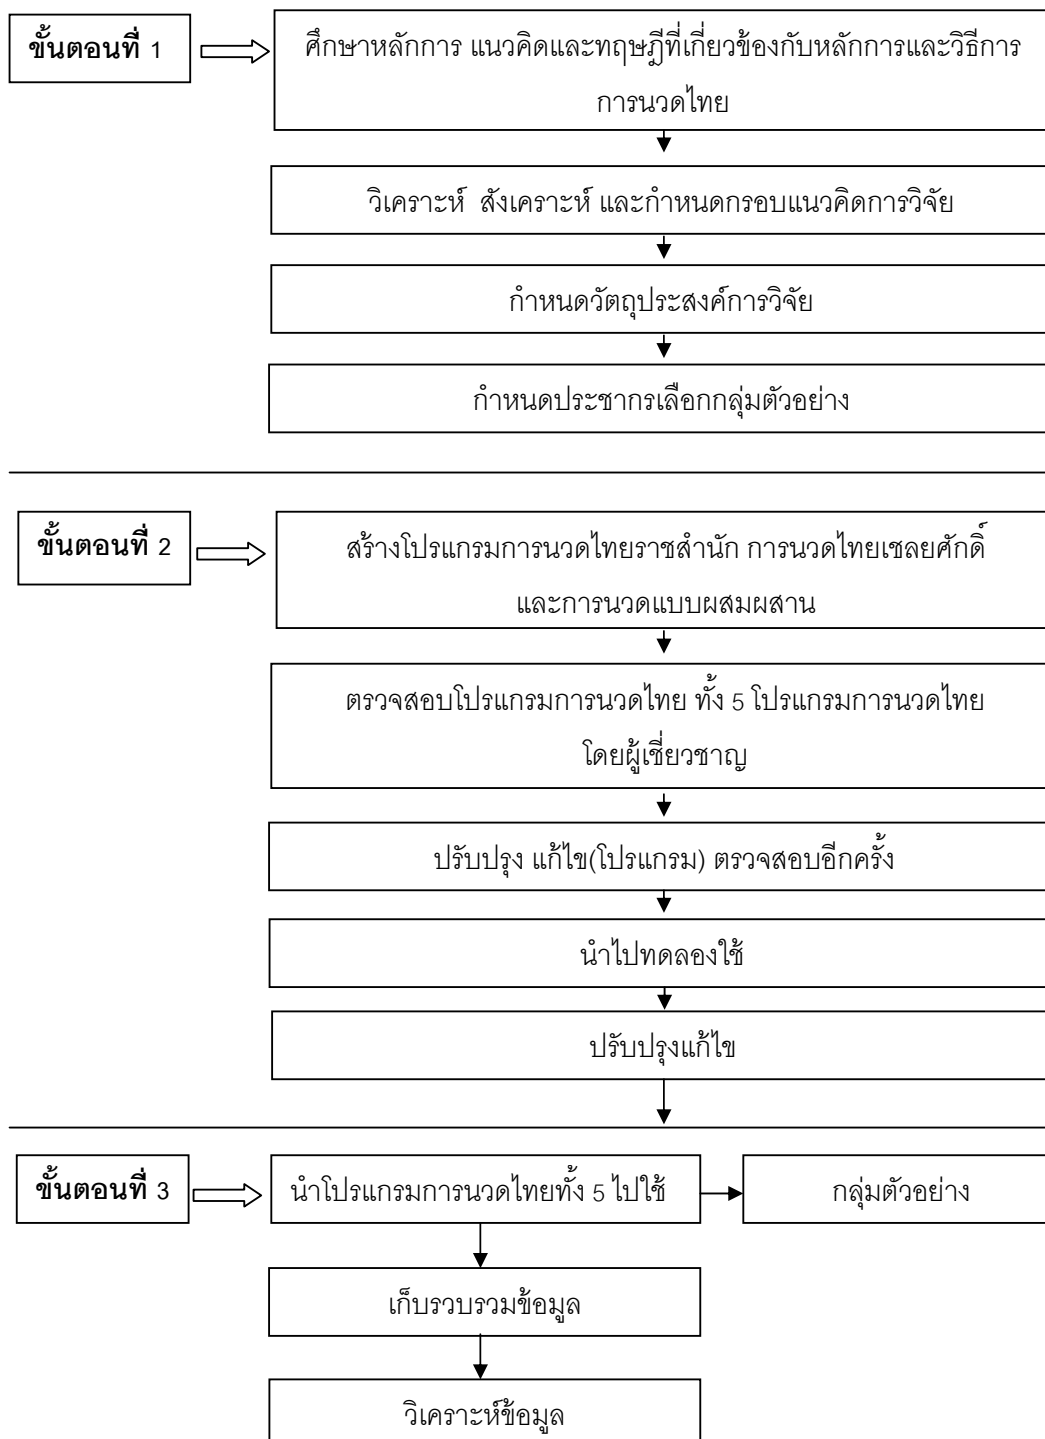 ขั้นตอนที่ 1
ศึกษาหลักการ แนวคิดและทฤษฎีที่เกี่ยวข้องกับหลักการและวิธีการ
การนวดไทย
วิเคราะห์ สังเคราะห์ และกำหนดกรอบแนวคิดการวิจัย
กำหนดวัตถุประสงค์การวิจัย
กำหนดประชากรเลือกกลุ่มตัวอย่าง
ขั้นตอนที่ 2
สร้างโปรแกรมการนวดไทยราชสำนัก การนวดไทยเชลยศักดิ์
และการนวดแบบผสมผสาน
ตรวจสอบโปรแกรมการนวดไทย ทั้ง 5 โปรแกรมการนวดไทย
โดยผู้เชี่ยวชาญ
ปรับปรุง แก้ไข(โปรแกรม) ตรวจสอบอีกครั้ง
นำไปทดลองใช้
ปรับปรุงแก้ไข
ขั้นตอนที่ 3
นำโปรแกรมการนวดไทยทั้ง 5 ไปใช้
กลุ่มตัวอย่าง
เก็บรวบรวมข้อมูล
วิเคราะห์ข้อมูล